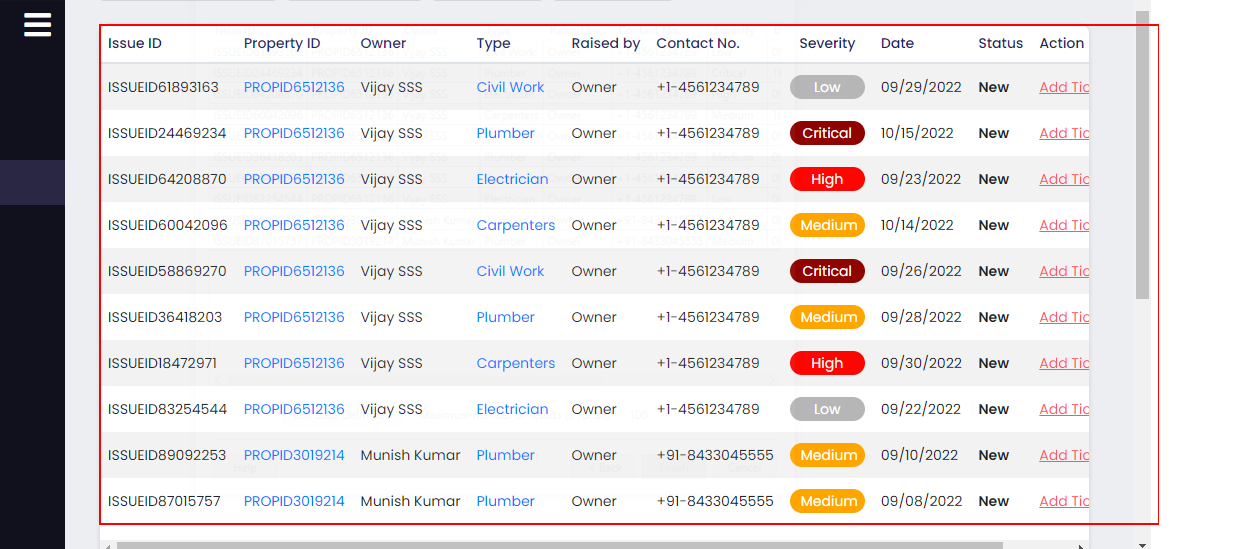 Issue ID Property ID Owner Type Raised by Contact No. Severity Date Status Action
ISSUEID61893163 PROPID6512136 Vijay SSS Civil Work Owner +1-4561234789 Low 09/29/2022 New Add Tic
ISSUEID24469234 PROPID6512136 Vijay SSS Plumber Owner +1-4561234789 Critical 10/15/2022 New Add Tic
ISSUEID64208870 PROPID6512136 Vijay SSS Electrician Owner +1-4561234789 High 09/23/2022 New Add Tic
ISSUEID60042096 PROPID6512136 Vijay SSS Carpenters Owner +1-4561234789 Medium 10/14/2022 New Add Tic
ISSUEID58869270 PROPID6512136 Vijay SSS Civil Work Owner +1-4561234789 Critical 09/26/2022 New Add Tic
ISSUEID36418203 PROPID6512136 Vijay SSS Plumber Owner +1-4561234789 Medium 09/28/2022 New Add Tic
ISSUEID18472971 PROPID6512136 Vijay SSS Carpenters Owner +1-4561234789 High 09/30/2022 New Add Tic
ISSUEID83254544 PROPID6512136 Vijay SSS Electrician Owner +1-4561234789 Low 09/22/2022 New Add Tic
ISSUEID89092253 PROPID3019214 Munish Kumar Plumber Owner +91-8433045555 Medium 09/10/2022 New Add Tic
ISSUEID87015757 PROPID3019214 Munish Kumar Plumber Owner +91-8433045555 Medium 09/08/2022 New Add Tic